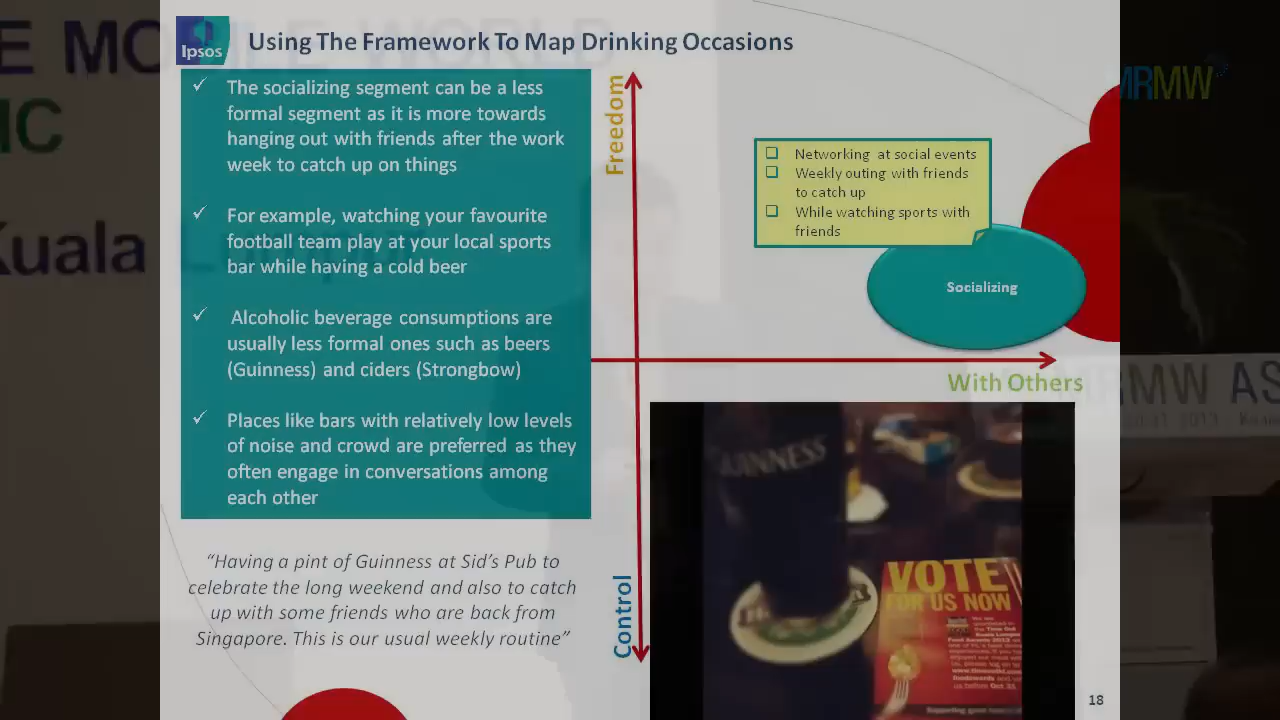 E MO
IC
Kuala Lumpur
Ipsos
Using The Framework To Map Drinking Occasions
MRMW
The socializing segment can be a less
formal segment as it is more towards
hanging out with friends after the work
week to catch up on things
For example, watching your favourite
football team play at your local sports
bar while having a cold beer
Alcoholic beverage consumptions are
usually less formal ones such as beers
(Guinness) and ciders (Strongbow)
Places like bars with relatively low levels
of noise and crowd are preferred as they
often engage in conversations among
each other
"Having a pint of Guinness at Sid's Pub to
celebrate the long weekend and also to catch
up with some friends who are back from
Singapore. This is our usual weekly routine"
Freedom
Control
Networking at social events
Weekly outing with friends
to catch up
While watching sports with
friends
Socializing
With Others
MRMW AS
GUINNESS
VOTE
FOR US NOW
18